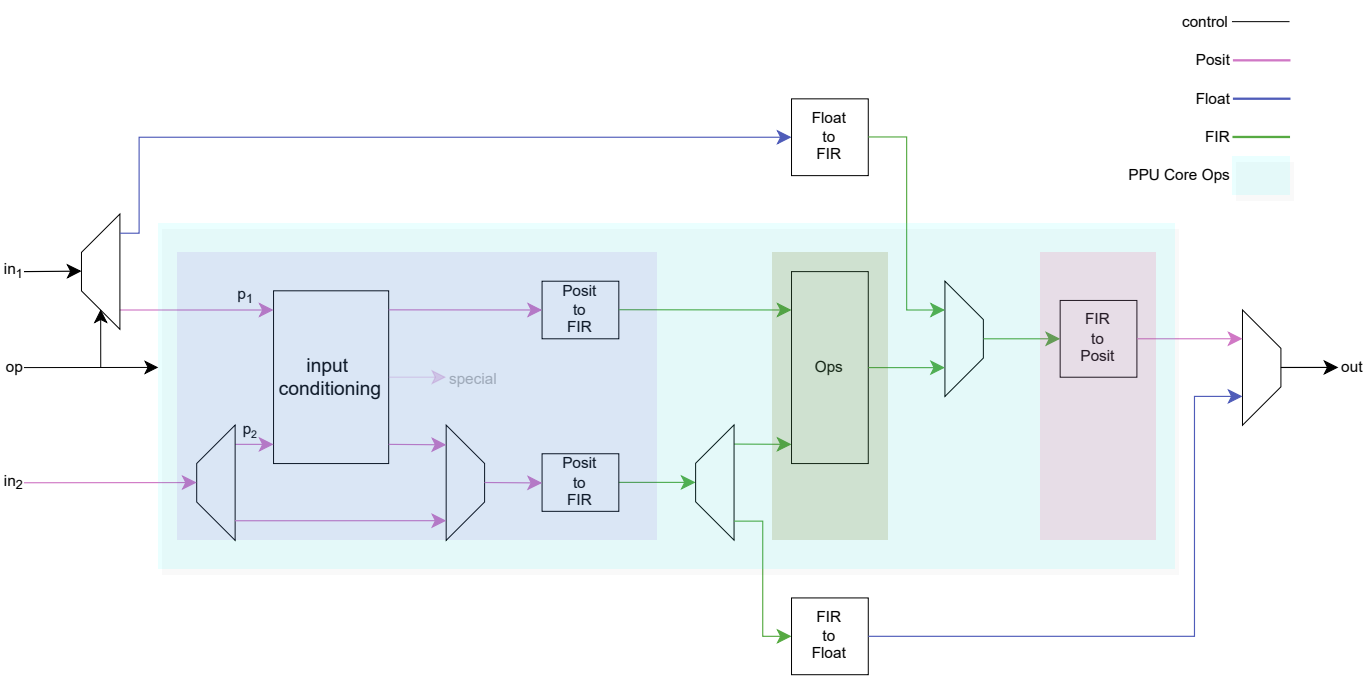 control
Posit
Float
FIR
PPU Core Ops
Float
to
FIR
in1
p1
op
input
conditioning
special
Posit
to
FIR
Ops
FIR
to
Posit
out
p2
in2
Posit
to
FIR
FIR
to
Float